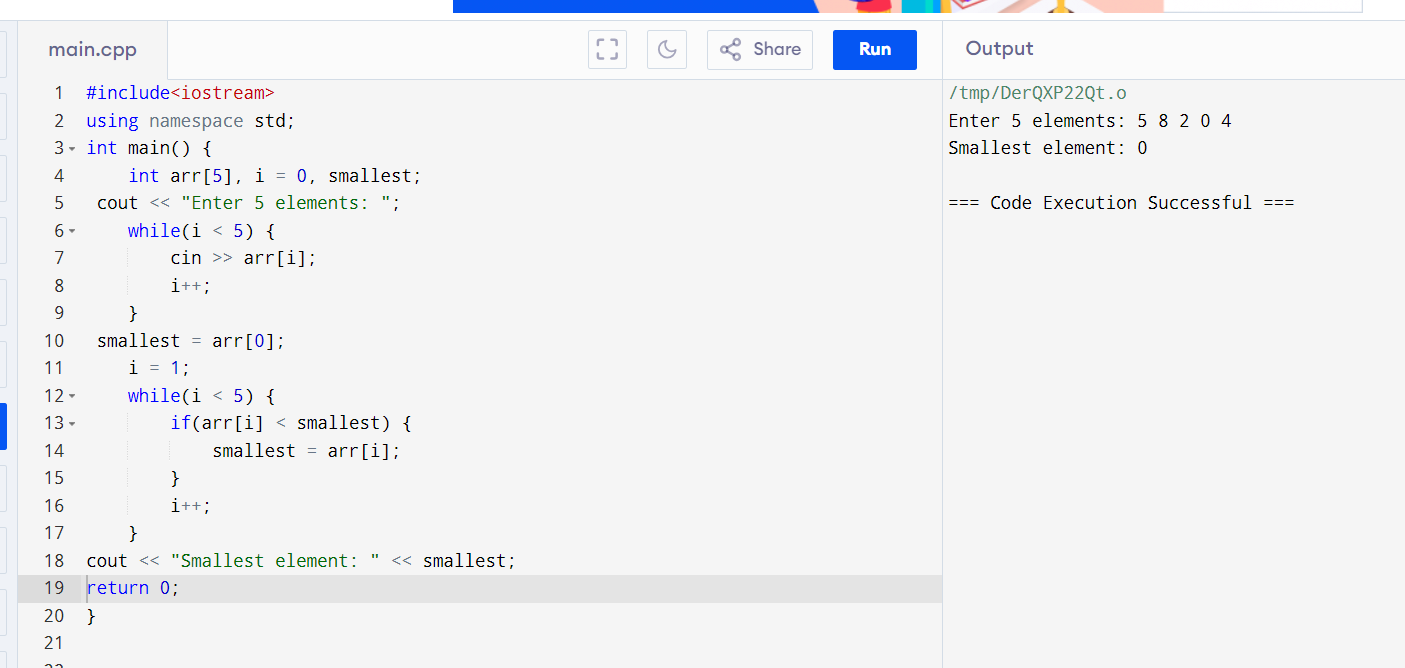 main.cpp
Share
Run
Output
1 #include<iostream>
2 using namespace std;
3 int main() {
4     int arr[5], i = 0, smallest;
5  cout << "Enter 5 elements: ";
6     while(i < 5) {
7         cin >> arr[i];
8         i++;
9     }
10  smallest = arr[0];
11     i = 1;
12     while(i < 5) {
13         if(arr[i] < smallest) {
14             smallest = arr[i];
15         }
16         i++;
17     }
18 cout << "Smallest element: " << smallest;
19 return 0;
20 }
21
/tmp/DerQXP22Qt.o
Enter 5 elements: 5 8 2 0 4
Smallest element: 0
=== Code Execution Successful ===